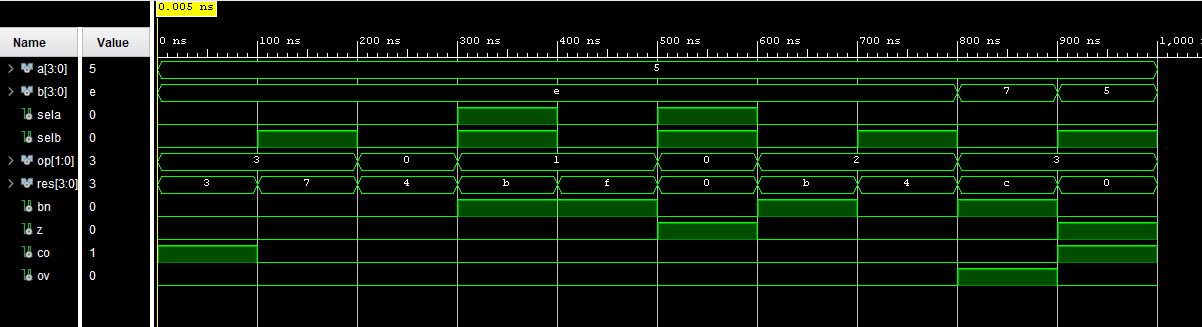 0.005 ns
Name Value
0 ns 100 ns 200 ns 300 ns 400 ns 500 ns 600 ns 700 ns 800 ns 900 ns 1,000
a[3:0] 5 5
b[3:0] e e 7 5
sela 0
selb 0
op[1:0] 3 3 0 1 0 2 3
res[3:0] 3 3 7 4 b f 0 b 4 c 0
bn 0
z 0
co 1
ov 0